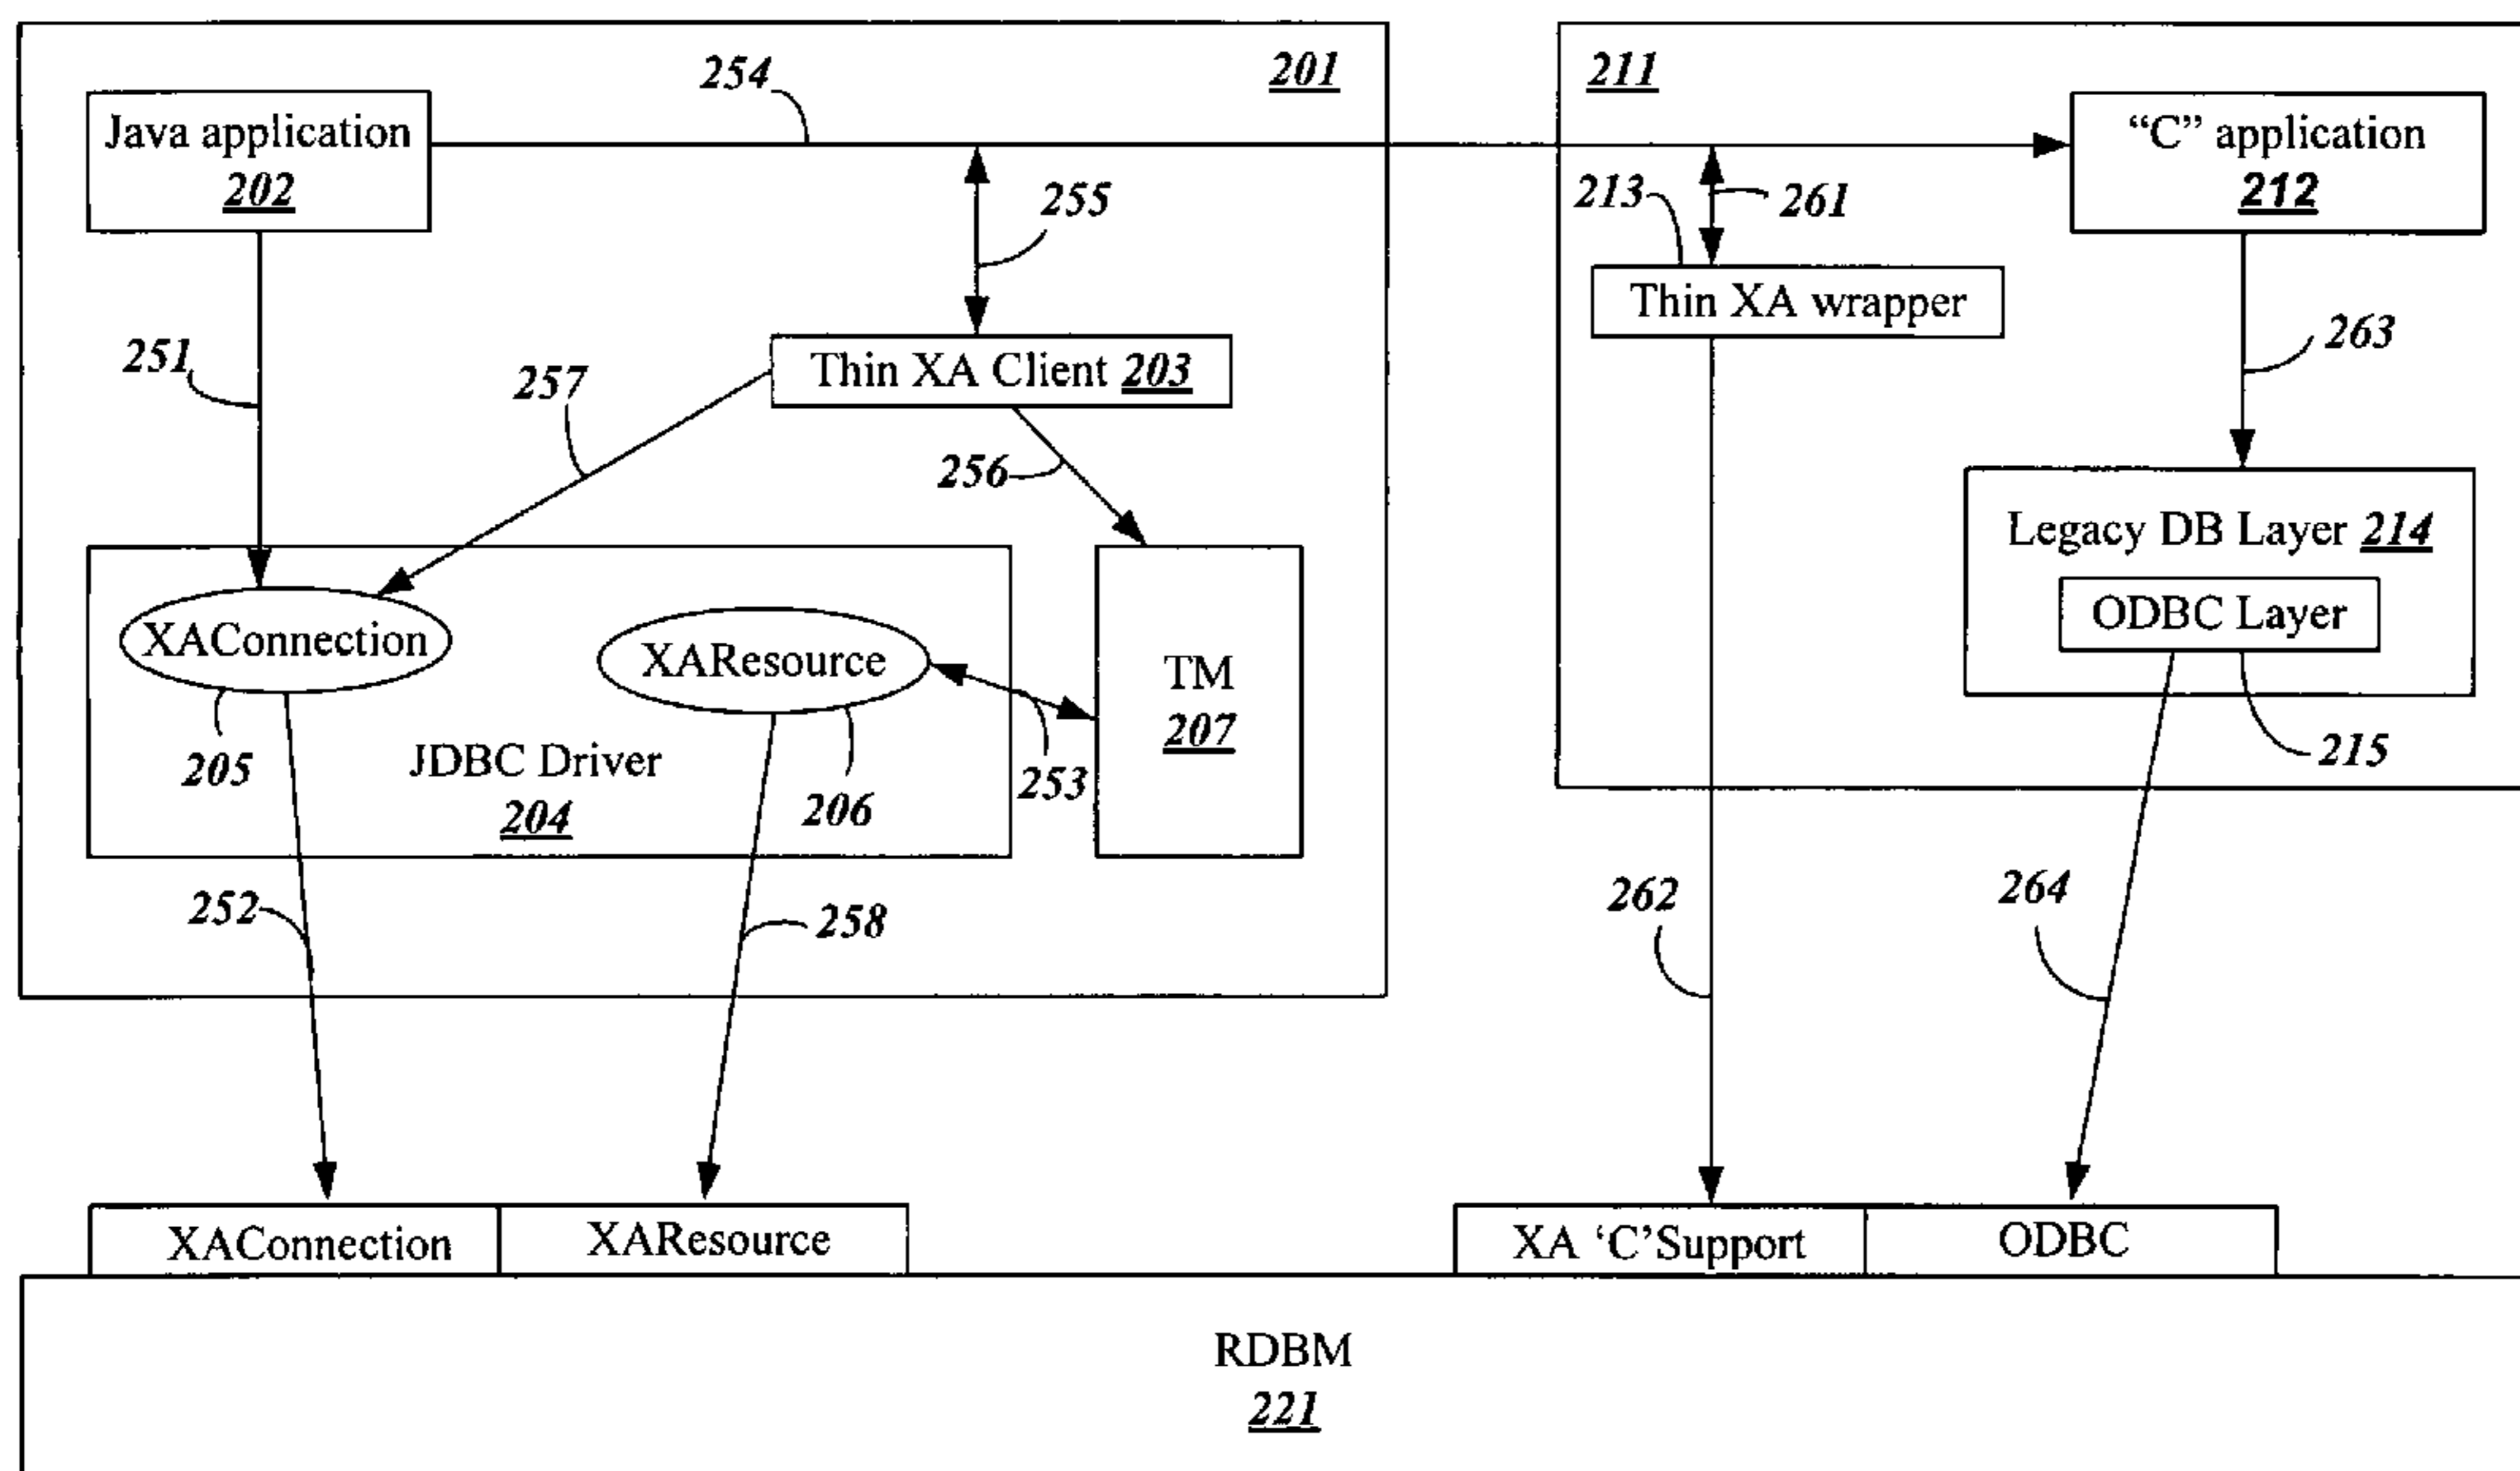 254
201
211
Java application
202
“C” application
212
255
213
261
Thin XA wrapper
251
257
Thin XA Client 203
263
256
Legacy DB Layer 214
ODBC Layer
XAConnection
XAResource
TM
207
205
JDBC Driver
204
206
253
215
252
258
262
264
XAConnection
XAResource
XA ‘C’Support
ODBC
RDBM
221